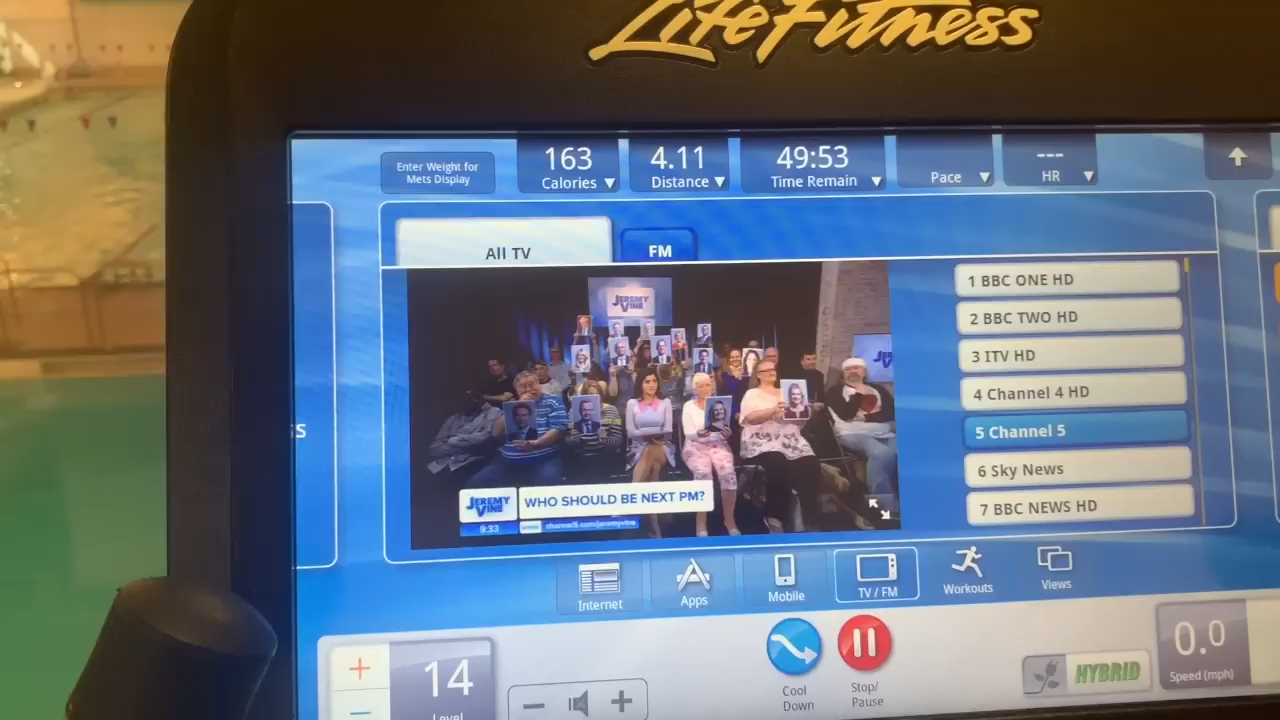 LifeFitness
Enter Weight for
Mets Display
163
Calories
4.11
Distance
49:53
Time Remain
Pace
---
HR
All TV
FM
S
JEREMY
VINE
JV
1 BBC ONE HD
2 BBC TWO HD
3 ITV HD
4 Channel 4 HD
5 Channel 5
6 Sky News
7 BBC NEWS HD
JEREMY
VINE
WHO SHOULD BE NEXT PM?
9:33
channel5.com/jeremyvine
Internet
Apps
Mobile
TV / FM
Workouts
Views
+
14
Level
−
+
Cool
Down
Stop/
Pause
HYBRID
0.0
Speed (mph)